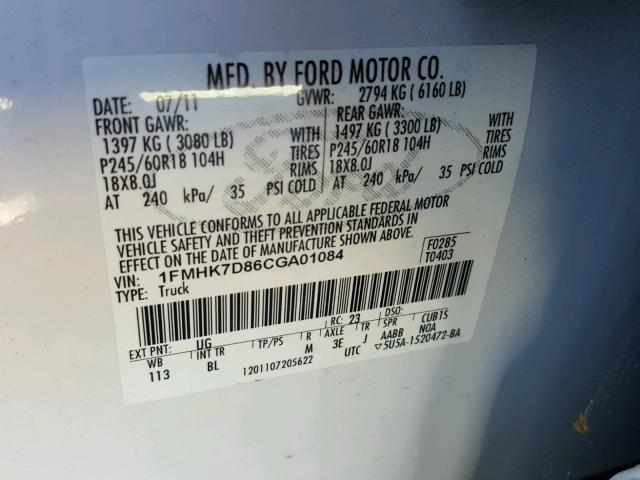 MFD. BY FORD MOTOR CO.
DATE: 07/11 GVWR: 2794 KG ( 6160 LB)
FRONT GAWR: REAR GAWR:
1397 KG ( 3080 LB) WITH 1497 KG ( 3300 LB) WITH
P245/60R18 104H TIRES P245/60R18 104H TIRES
18X8.0J RIMS 18X8.0J RIMS
AT 240 kPa/ 35 PSI COLD AT 240 kPa/ 35 PSI COLD
THIS VEHICLE CONFORMS TO ALL APPLICABLE FEDERAL MOTOR
VEHICLE SAFETY AND THEFT PREVENTION STANDARDS IN
EFFECT ON THE DATE OF MANUFACTURE SHOWN ABOVE.
VIN: 1FMHK7D86CGA01084 F0285
TYPE: Truck T0403
EXT PNT: UG RC: 23 DSO:
WB INT TR TP/PS R AXLE TR SPR CUB1S
113 BL M 3E J AABB N0A
1201107205622 UTC ▽5U5A-1520472-BA
Ford